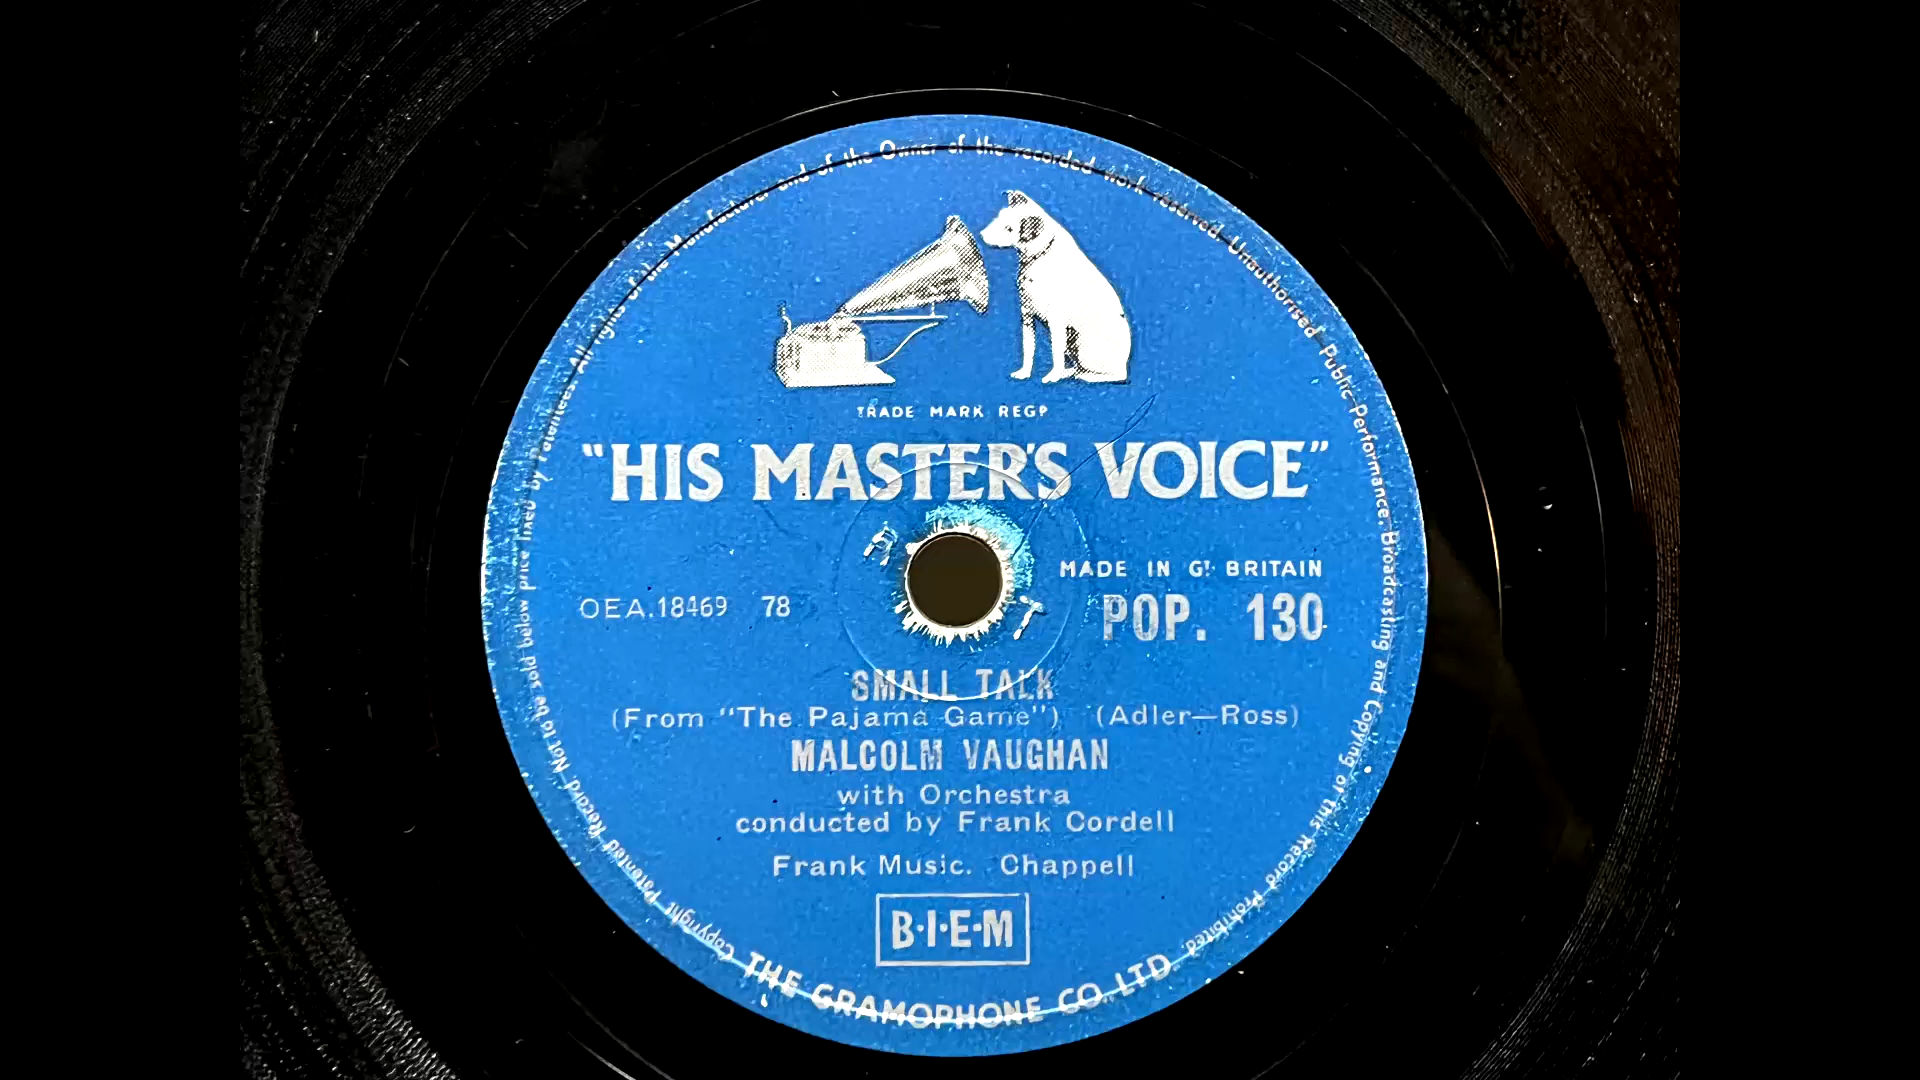 TRADE MARK REGD
"HIS MASTER'S VOICE"
A
T
MADE IN GT. BRITAIN
OEA.18469 78
POP. 130
SMALL TALK
(From "The Pajama Game") (Adler—Ross)
MALCOLM VAUGHAN
with Orchestra
conducted by Frank Cordell
Frank Music. Chappell
B·I·E·M
THE GRAMOPHONE CO. LTD.
All rights of the Manufacturer and of the Owner of the recorded work reserved. Unauthorised Public Performance, Broadcasting and Copying of this Record Prohibited.
Copyright. Patented Record. Not to be sold below price fixed by Patentees.